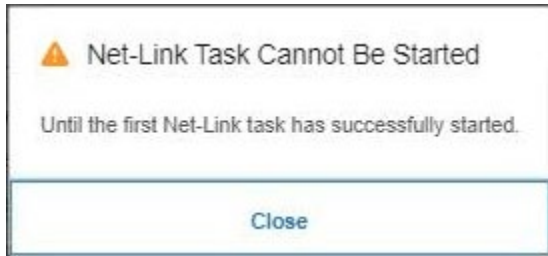 Net-Link Task Cannot Be Started
Until the first Net-Link task has successfully started.
Close